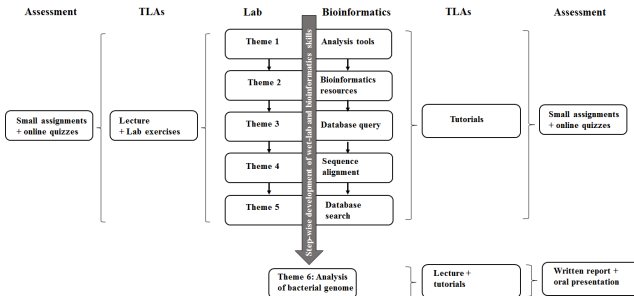 Assessment
TLAs
Lab
Bioinformatics
TLAs
Assessment
Theme 1
Analysis tools
Theme 2
Bioinformatics
resources
Small assignments
+ online quizzes
Lecture
+ Lab exercises
Theme 3
Database query
Tutorials
Small assignments
+ online quizzes
Theme 4
Sequence
alignment
Theme 5
Database
search
Step-wise development of wet-lab and bioinformatics skills
Theme 6: Analysis
of bacterial genome
Lecture +
tutorials
Written report +
oral presentation